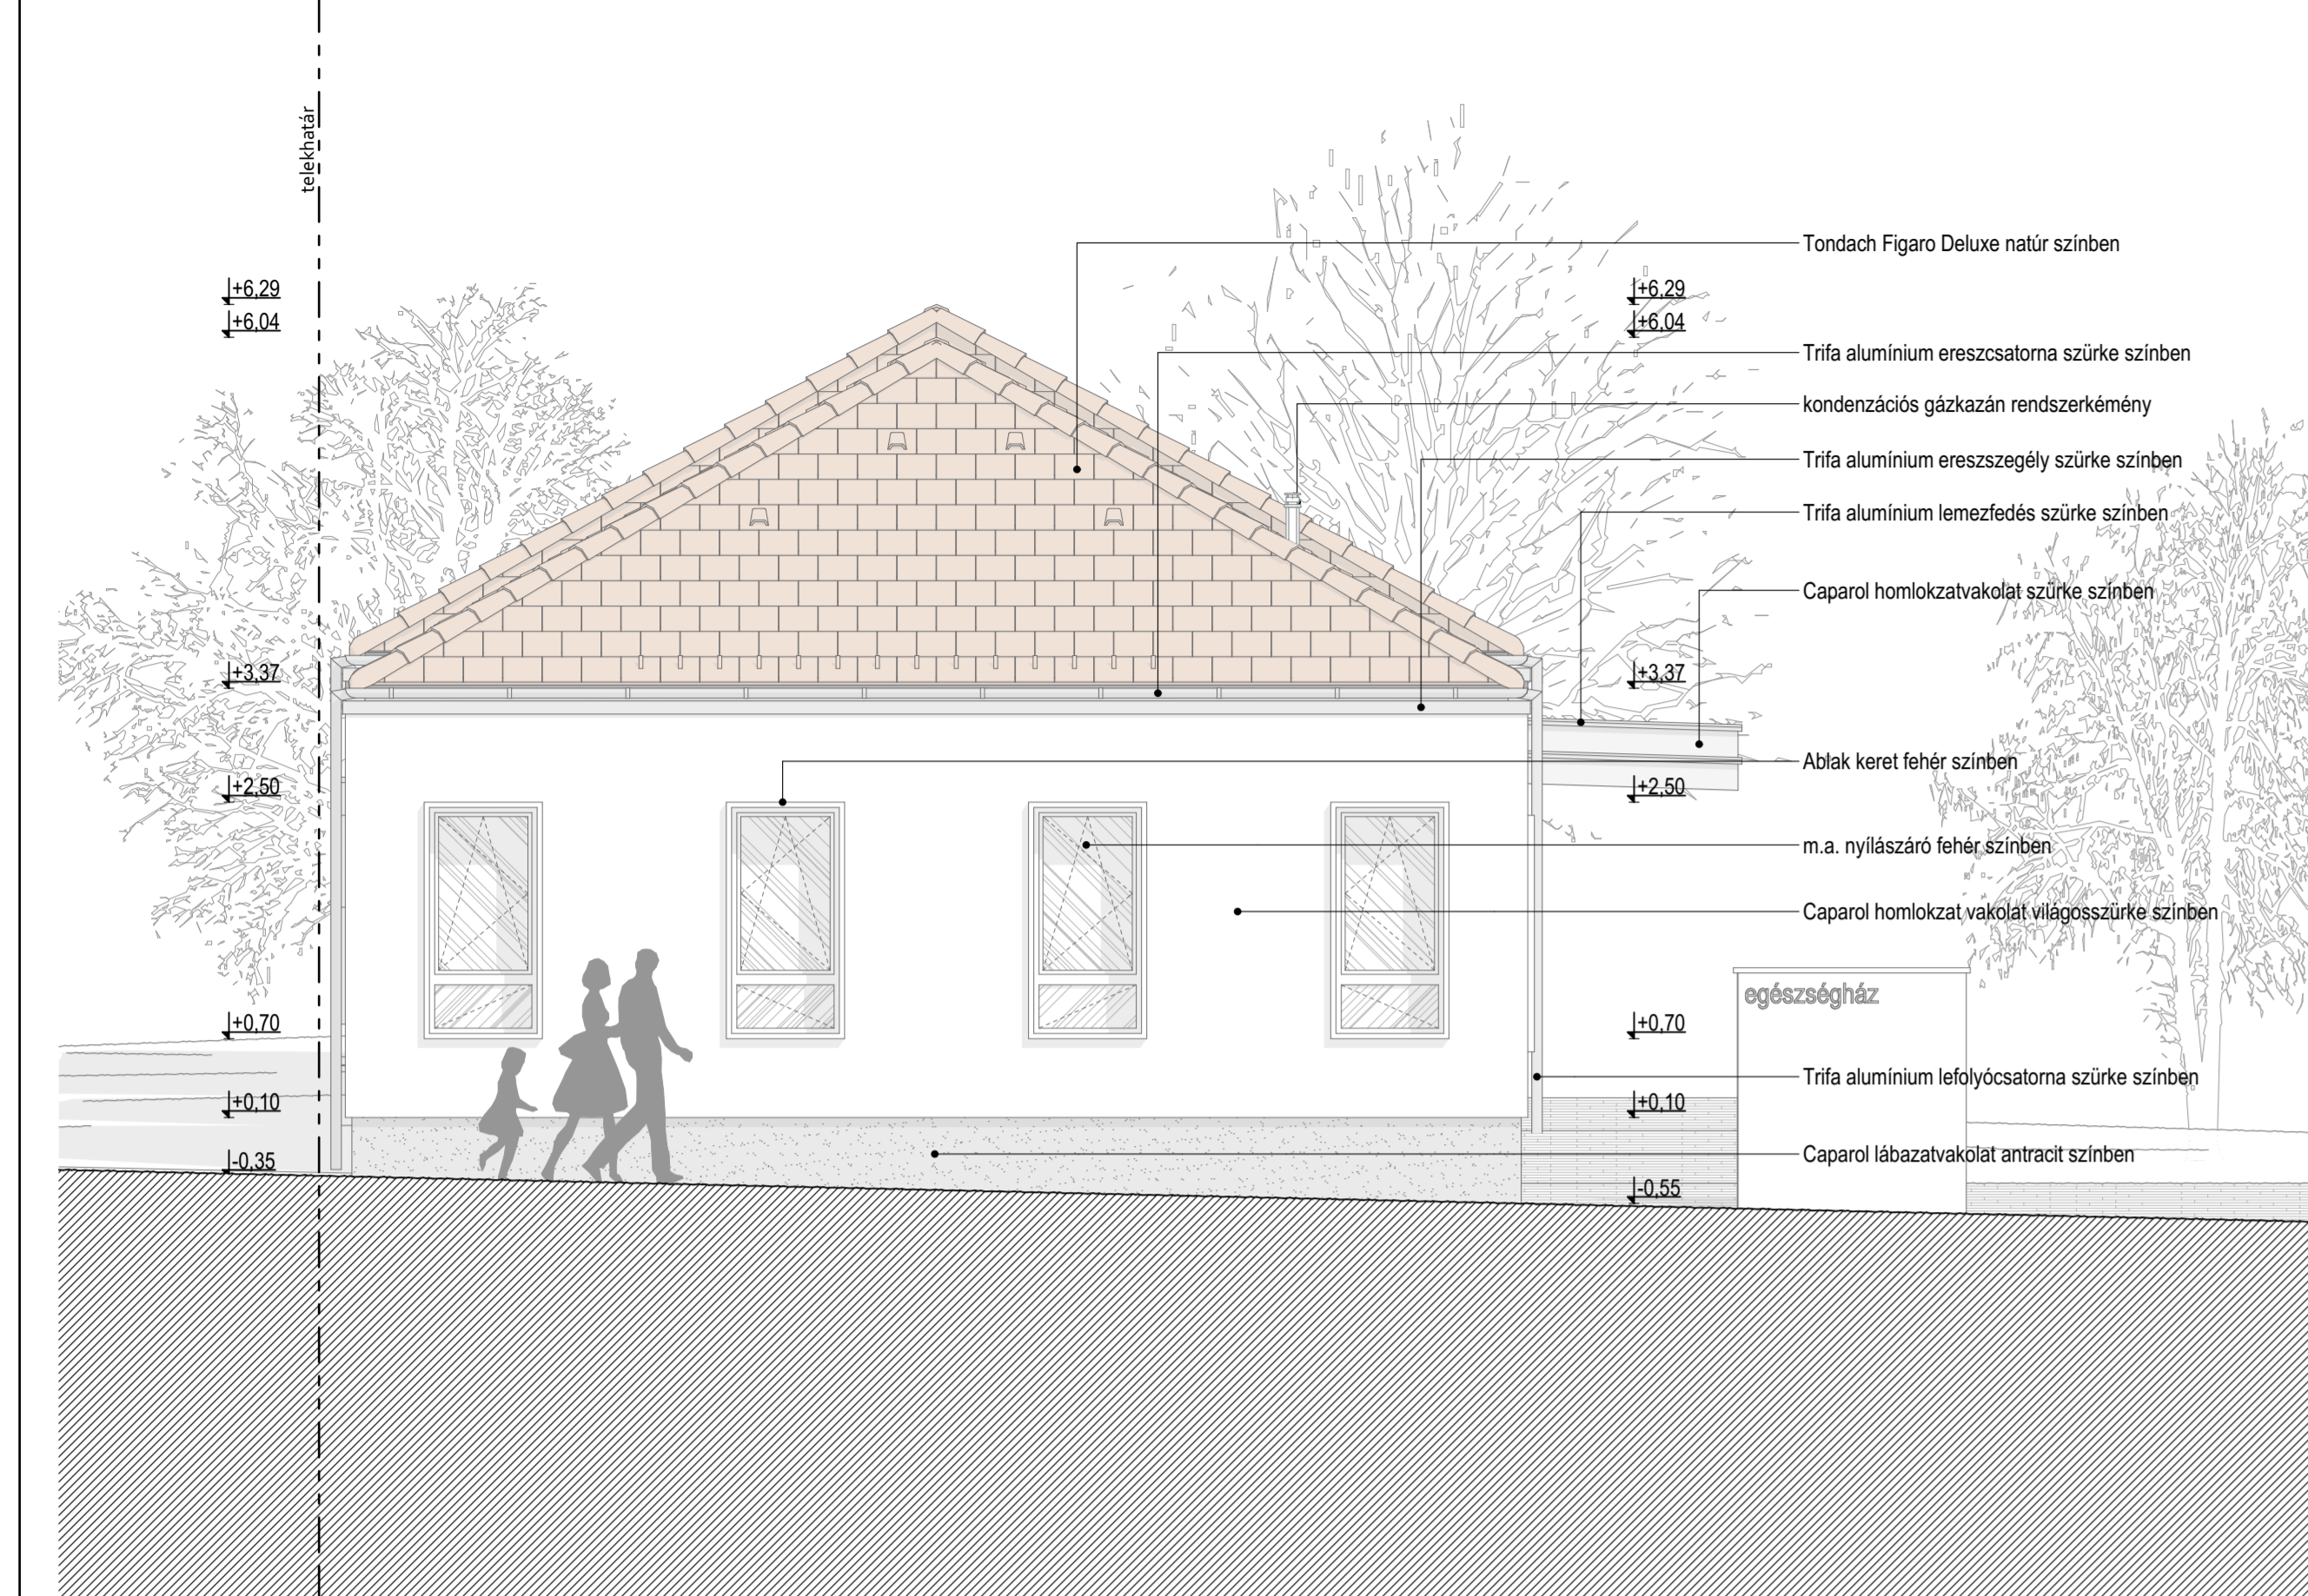 telekhatár
Tondach Figaro Deluxe natúr színben
+6,29
+6,29
+6,04
+6,04
Trifa alumínium ereszcsatorna szürke színben
kondenzációs gázkazán rendszerkémény
Trifa alumínium ereszszegély szürke színben
Trifa alumínium lemezfedés szürke színben
Caparol homlokzatvakolat szürke színben
+3,37
+3,37
Ablak keret fehér színben
+2,50
+2,50
m.a. nyílászáró fehér színben
Caparol homlokzat vakolat világosszürke színben
egészségház
+0,70
+0,70
Trifa alumínium lefolyócsatorna szürke színben
+0,10
+0,10
Caparol lábazatvakolat antracit színben
-0,35
-0,55